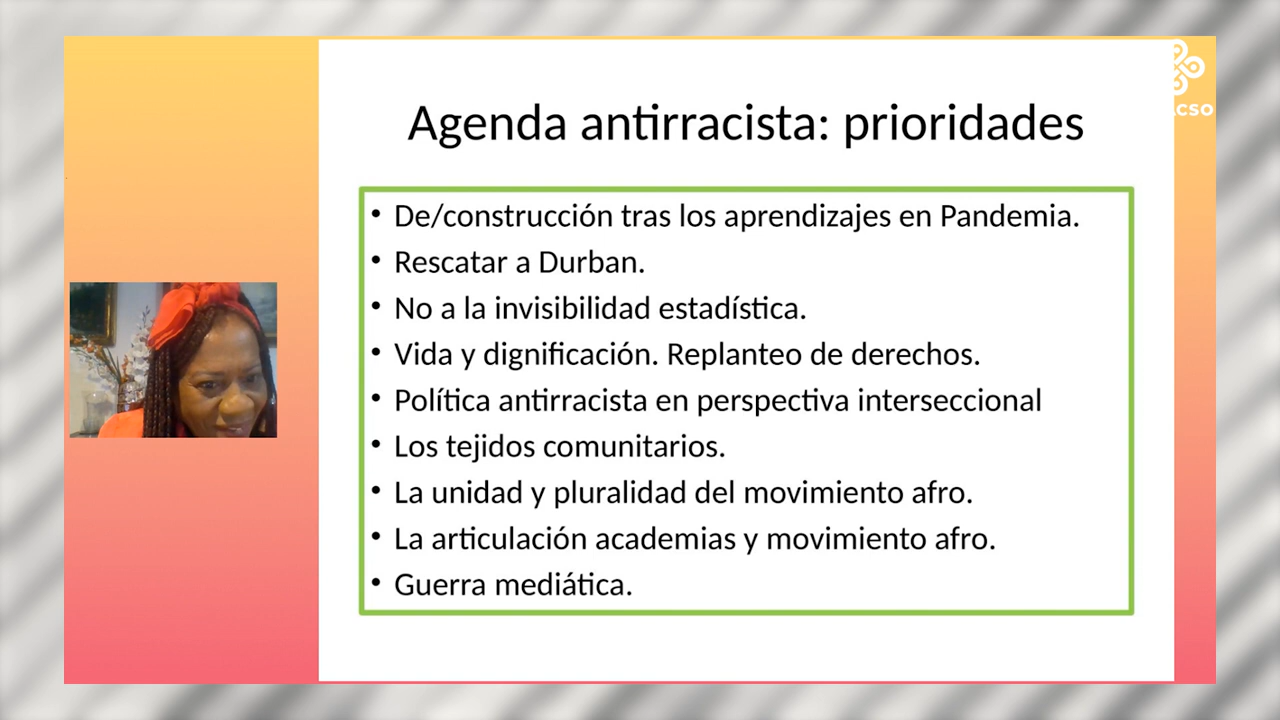 Agenda antirracista: prioridades
• De/construcción tras los aprendizajes en Pandemia.
• Rescatar a Durban.
• No a la invisibilidad estadística.
• Vida y dignificación. Replanteo de derechos.
• Política antirracista en perspectiva interseccional
• Los tejidos comunitarios.
• La unidad y pluralidad del movimiento afro.
• La articulación academias y movimiento afro.
• Guerra mediática.